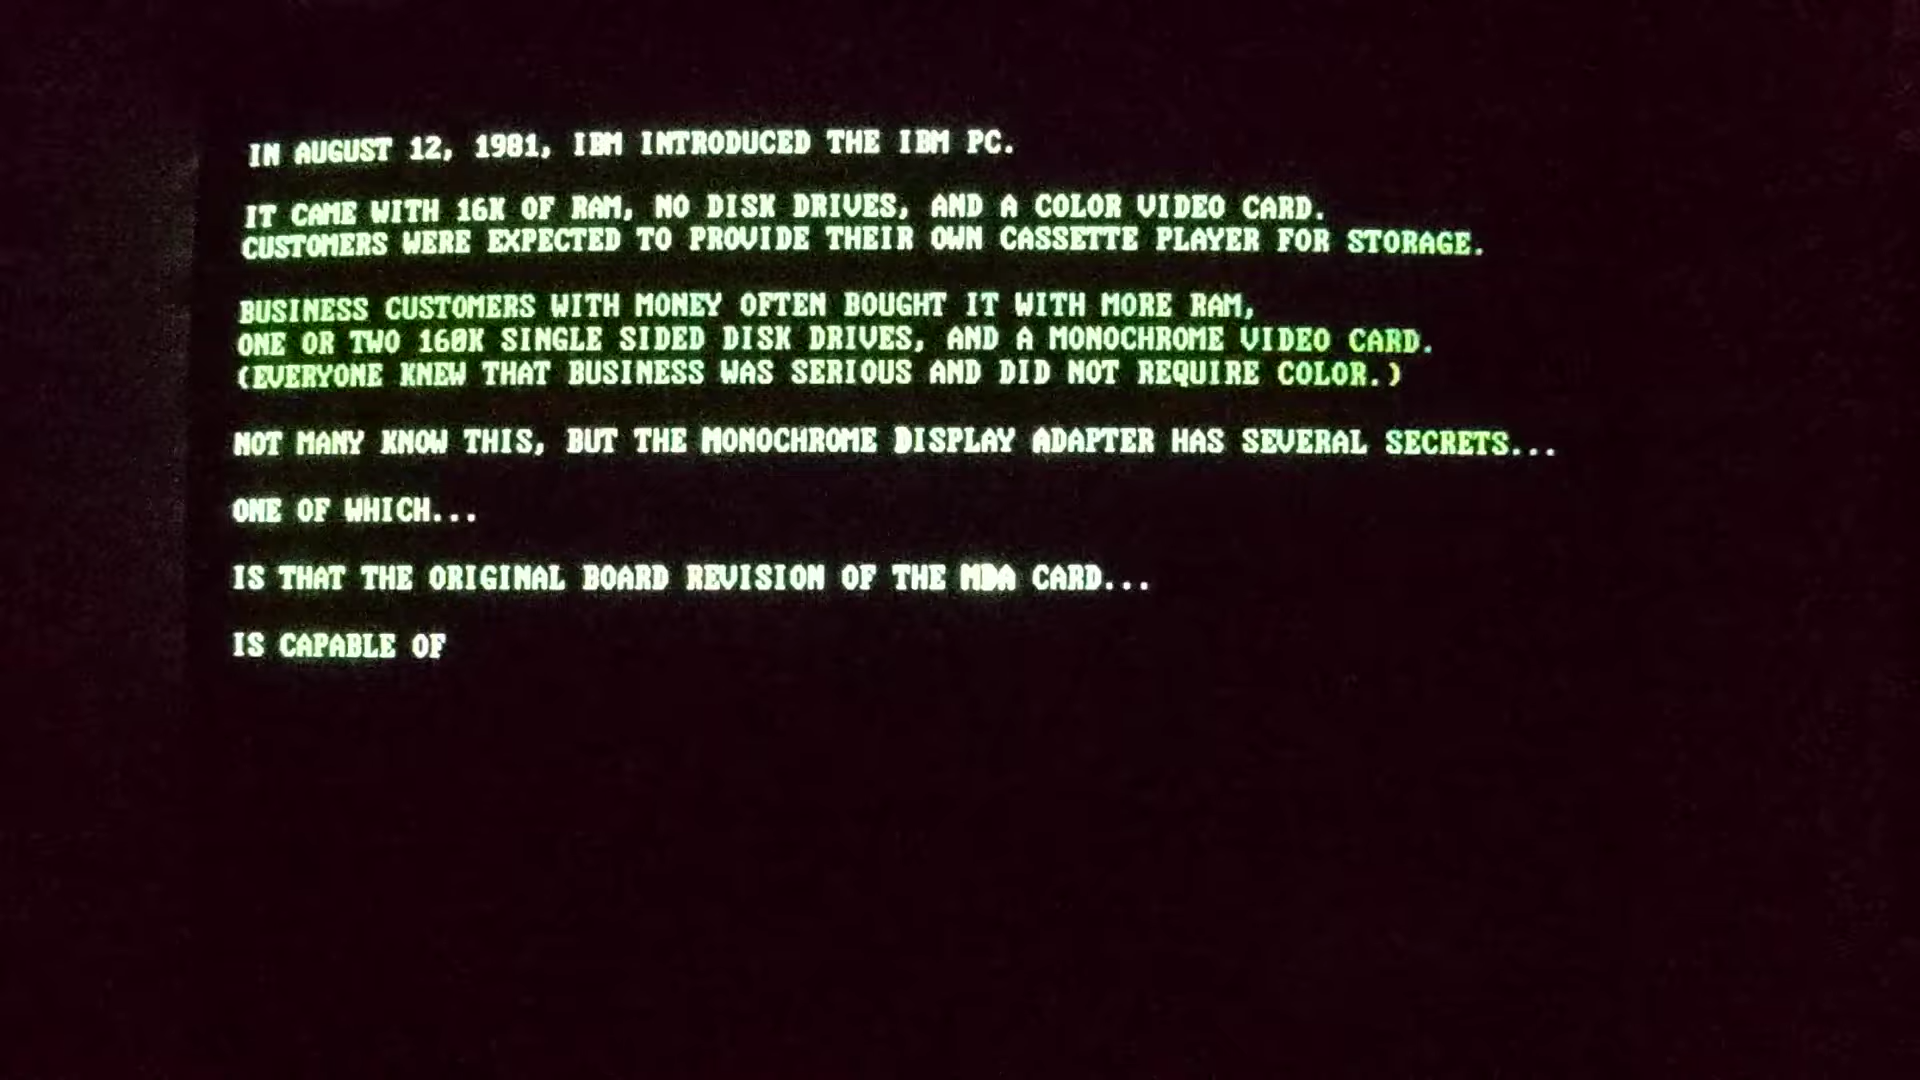 IN AUGUST 12, 1981, IBM INTRODUCED THE IBM PC.
IT CAME WITH 16K OF RAM, NO DISK DRIVES, AND A COLOR VIDEO CARD.
CUSTOMERS WERE EXPECTED TO PROVIDE THEIR OWN CASSETTE PLAYER FOR STORAGE.
BUSINESS CUSTOMERS WITH MONEY OFTEN BOUGHT IT WITH MORE RAM,
ONE OR TWO 160K SINGLE SIDED DISK DRIVES, AND A MONOCHROME VIDEO CARD.
(EVERYONE KNEW THAT BUSINESS WAS SERIOUS AND DID NOT REQUIRE COLOR.)
NOT MANY KNOW THIS, BUT THE MONOCHROME DISPLAY ADAPTER HAS SEVERAL SECRETS...
ONE OF WHICH...
IS THAT THE ORIGINAL BOARD REVISION OF THE MDA CARD...
IS CAPABLE OF